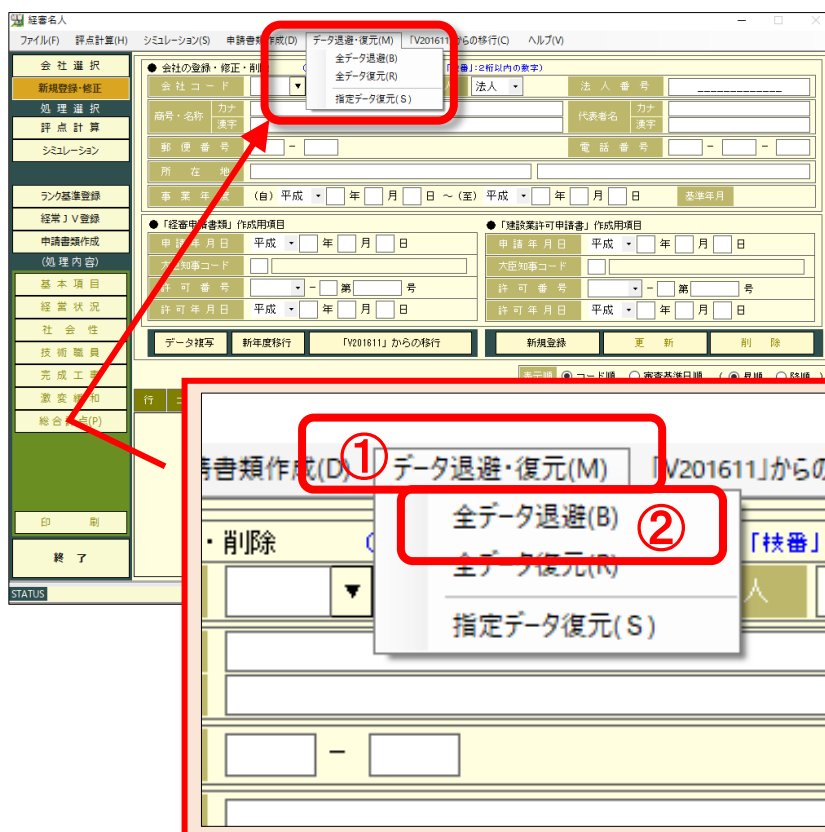 経審名人
ファイル(F) 評点計算(H) シミュレーション(S) 申請書類作成(D) データ退避・復元(M) 「V201611」からの移行(C) ヘルプ(V)
全データ退避(B)
全データ復元(R)
指定データ復元(S)
会社選択
新規登録・修正
処理選択
評点計算
シミュレーション
ランク基準登録
経常JV登録
申請書類作成
(処理内容)
基本項目
経営状況
社会性
技術職員
完成工事
激変緩和
総合評点(P)
印刷
終了
STATUS
● 会社の登録・修正・削除 「枝番」:2桁以内の数字)
会社コード ▼ 法人 法人番号
商号・名称 カナ 漢字 代表者名 カナ 漢字
郵便番号 − 電話番号 − −
所在地
事業年度 (自) 平成 年 月 日 ~ (至) 平成 年 月 日 基準年月
● 「経審申請書類」作成用項目
申請年月日 平成 年 月 日
大臣知事コード
許可番号 − 第 号
許可年月日 平成 年 月 日
● 「建設業許可申請書」作成用項目
申請年月日 平成 年 月 日
大臣知事コード
許可番号 − 第 号
許可年月日 平成 年 月 日
データ複写 新年度移行 「V201611」からの移行 新規登録 更新 削除
表示順 コード順 審査基準日順 ( 昇順 降順 )
行
①
請書類作成(D) データ退避・復元(M) 「V201611」からの
全データ退避(B)
②
全データ復元(R)
指定データ復元(S)
・削除 ( 「枝番」
▼ 人
−